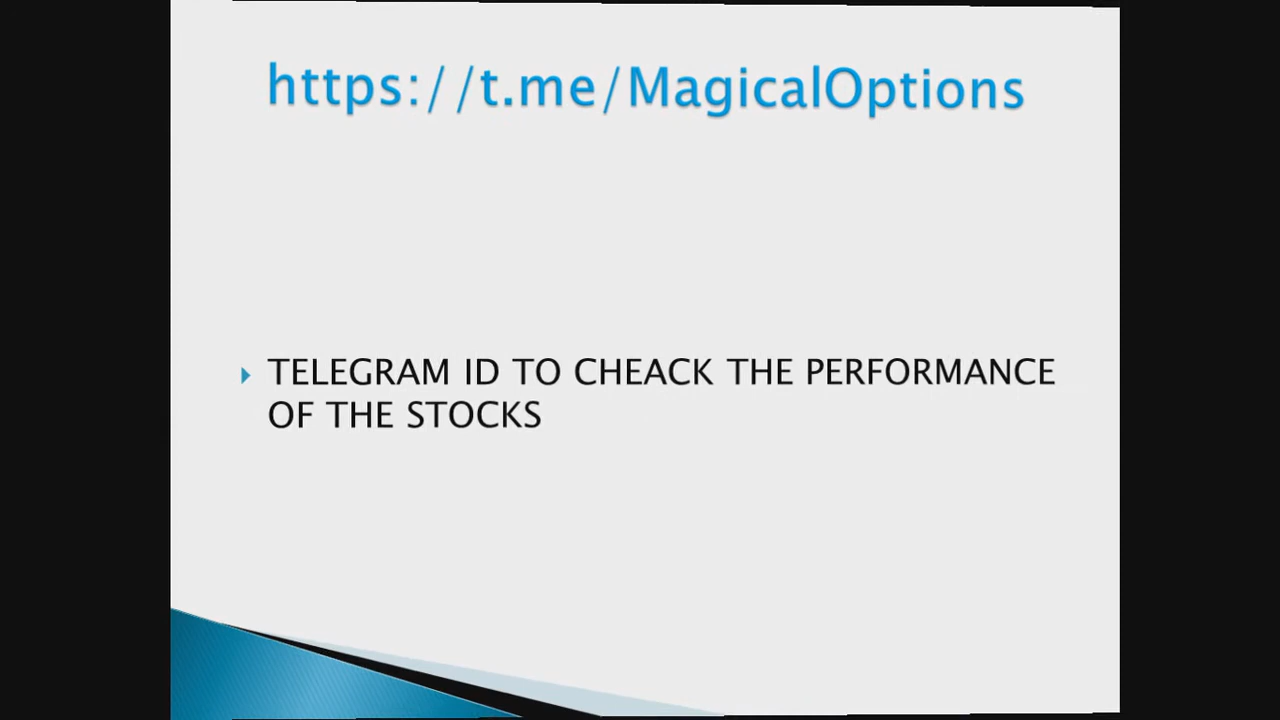 https://t.me/MagicalOptions
TELEGRAM ID TO CHEACK THE PERFORMANCE
OF THE STOCKS